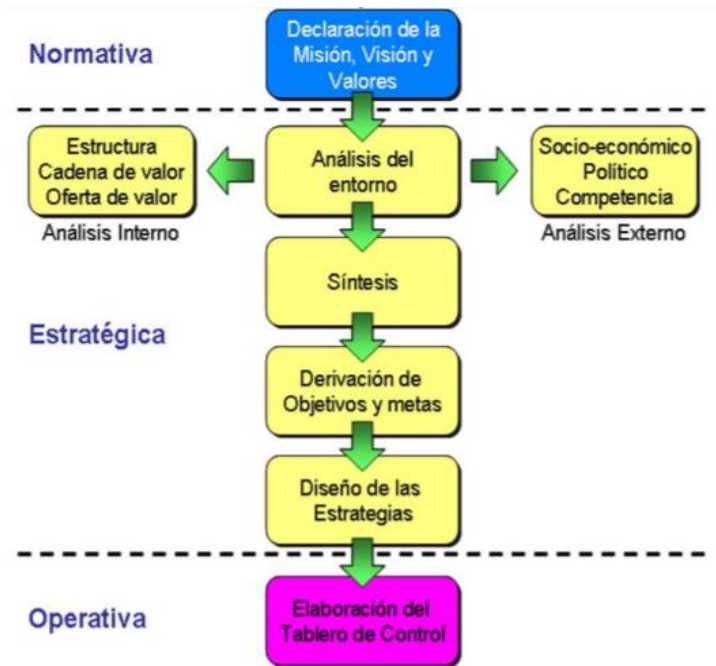 Normativa
Declaración de la
Misión, Visión y
Valores
Estructura
Cadena de valor
Oferta de valor
Análisis Interno
Análisis del
entorno
Socio-económico
Político
Competencia
Análisis Externo
Síntesis
Estratégica
Derivación de
Objetivos y metas
Diseño de las
Estrategias
Operativa
Elaboración del
Tablero de Control